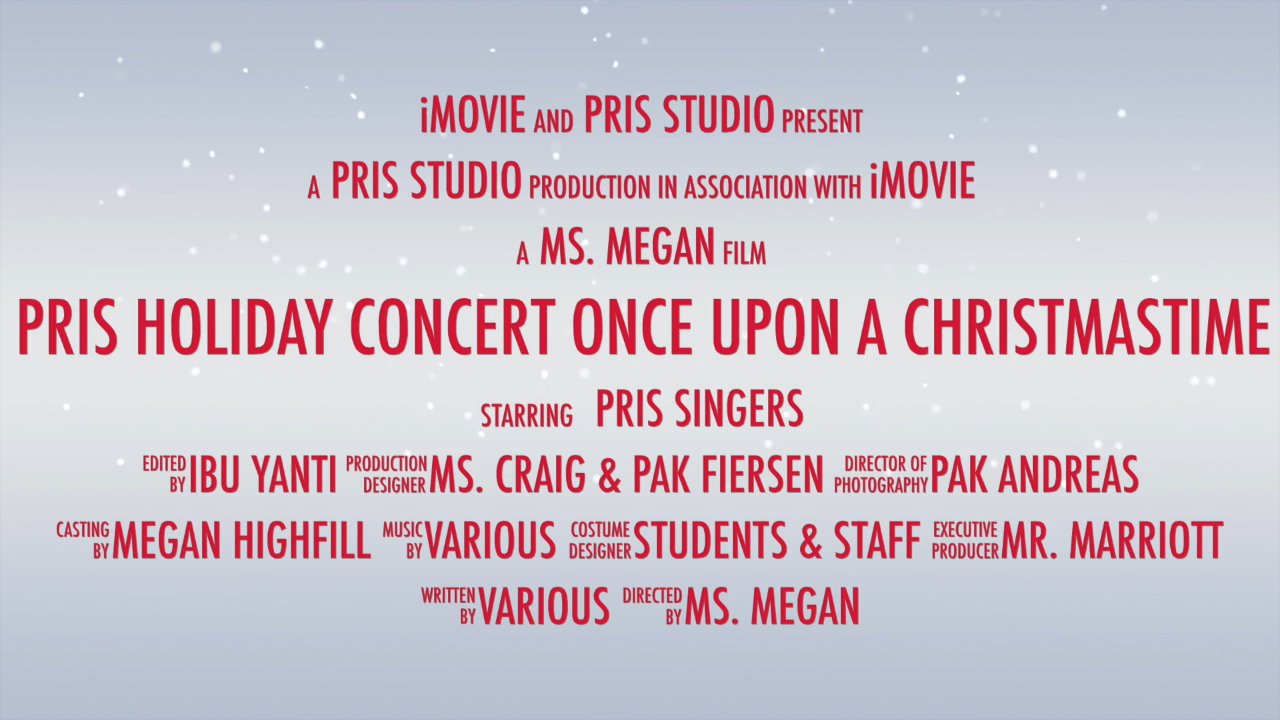 iMOVIE AND PRIS STUDIO PRESENT
A PRIS STUDIO PRODUCTION IN ASSOCIATION WITH iMOVIE
A MS. MEGAN FILM
PRIS HOLIDAY CONCERT ONCE UPON A CHRISTMASTIME
STARRING PRIS SINGERS
EDITED BY IBU YANTI PRODUCTION DESIGNER MS. CRAIG & PAK FIERSEN DIRECTOR OF PHOTOGRAPHY PAK ANDREAS
CASTING BY MEGAN HIGHFILL MUSIC BY VARIOUS COSTUME DESIGNER STUDENTS & STAFF EXECUTIVE PRODUCER MR. MARRIOTT
WRITTEN BY VARIOUS DIRECTED BY MS. MEGAN